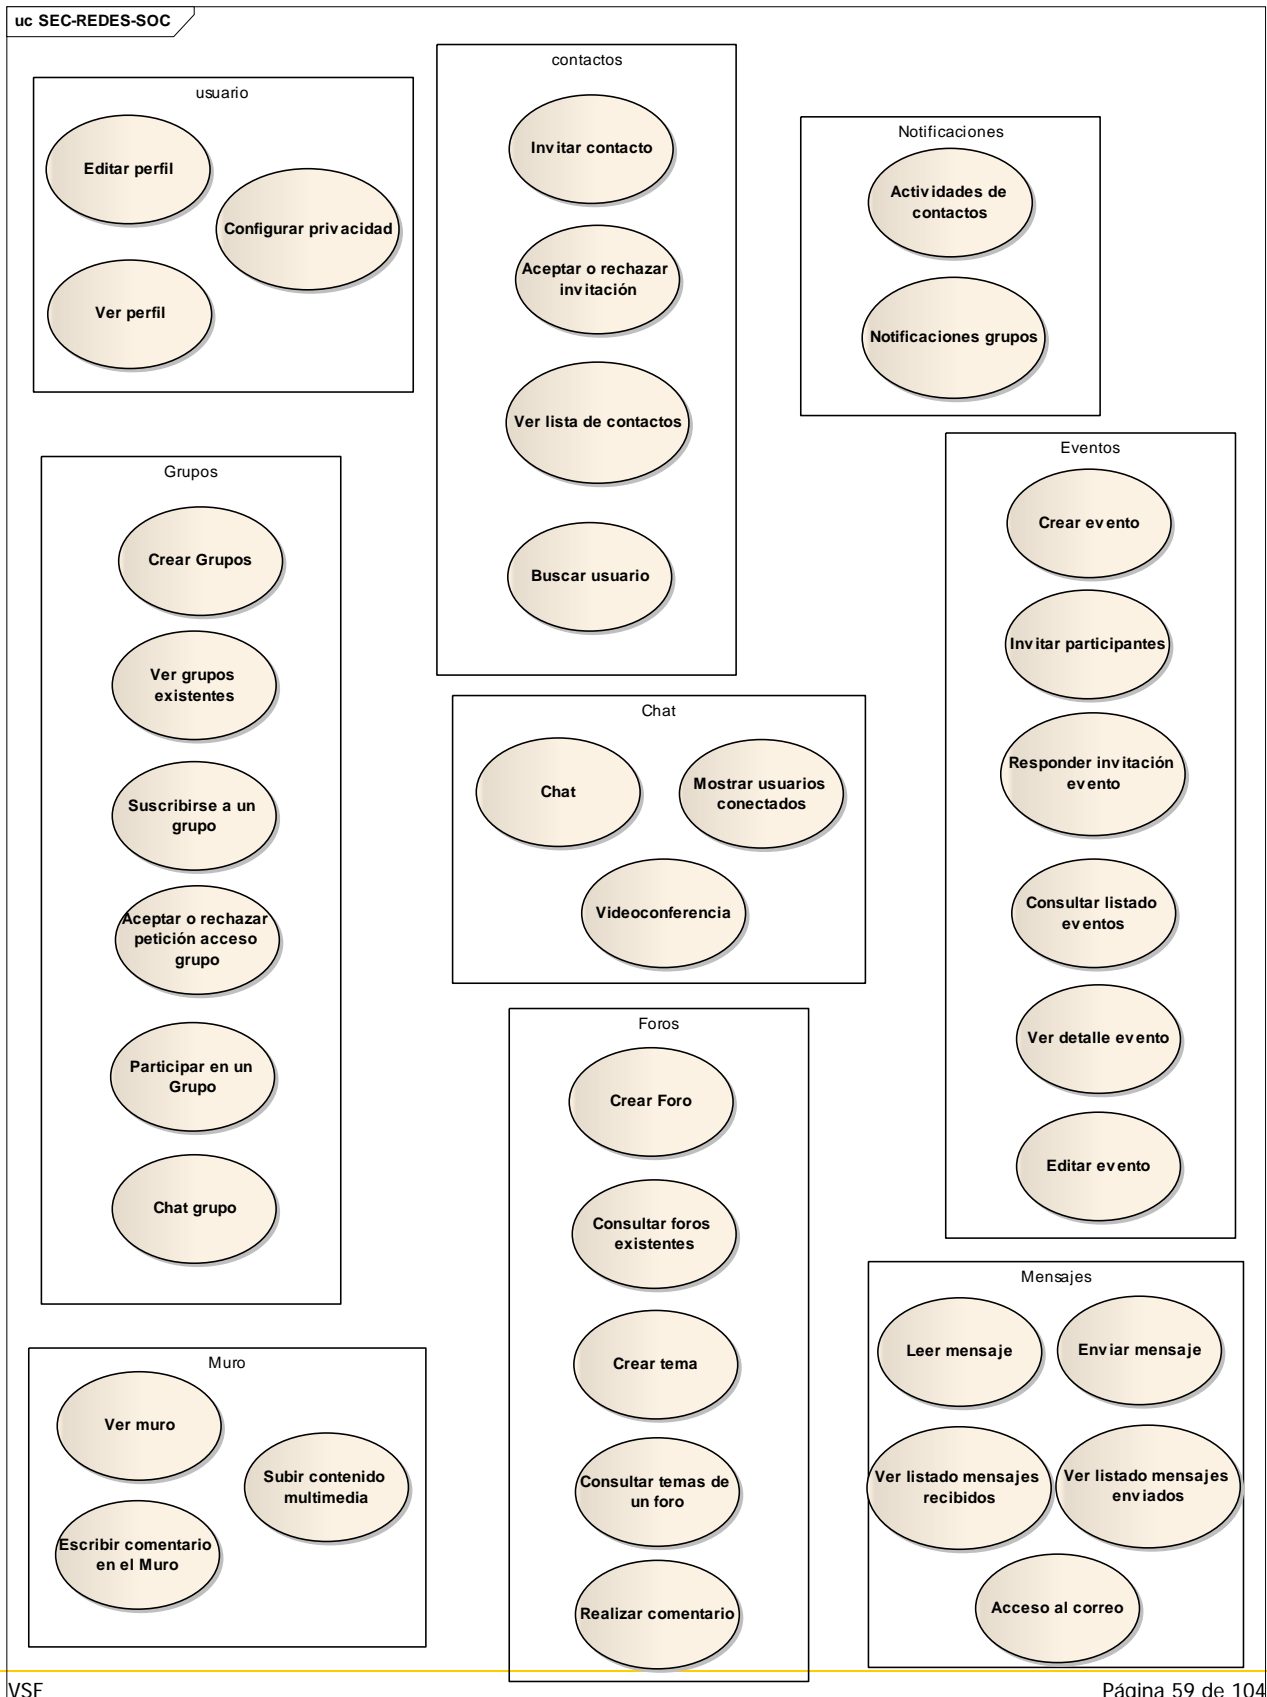 uc SEC-REDES-SOC
usuario
Editar perfil
Configurar privacidad
Ver perfil
contactos
Invitar contacto
Aceptar o rechazar
invitación
Ver lista de contactos
Buscar usuario
Notificaciones
Actividades de
contactos
Notificaciones grupos
Grupos
Crear Grupos
Ver grupos
existentes
Suscribirse a un
grupo
Aceptar o rechazar
petición acceso
grupo
Participar en un
Grupo
Chat grupo
Chat
Chat
Mostrar usuarios
conectados
Videoconferencia
Eventos
Crear evento
Invitar participantes
Responder invitación
evento
Consultar listado
eventos
Ver detalle evento
Editar evento
Foros
Crear Foro
Consultar foros
existentes
Crear tema
Consultar temas de
un foro
Realizar comentario
Muro
Ver muro
Subir contenido
multimedia
Escribir comentario
en el Muro
Mensajes
Leer mensaje
Enviar mensaje
Ver listado mensajes
recibidos
Ver listado mensajes
enviados
Acceso al correo
VSF
Página 59 de 104